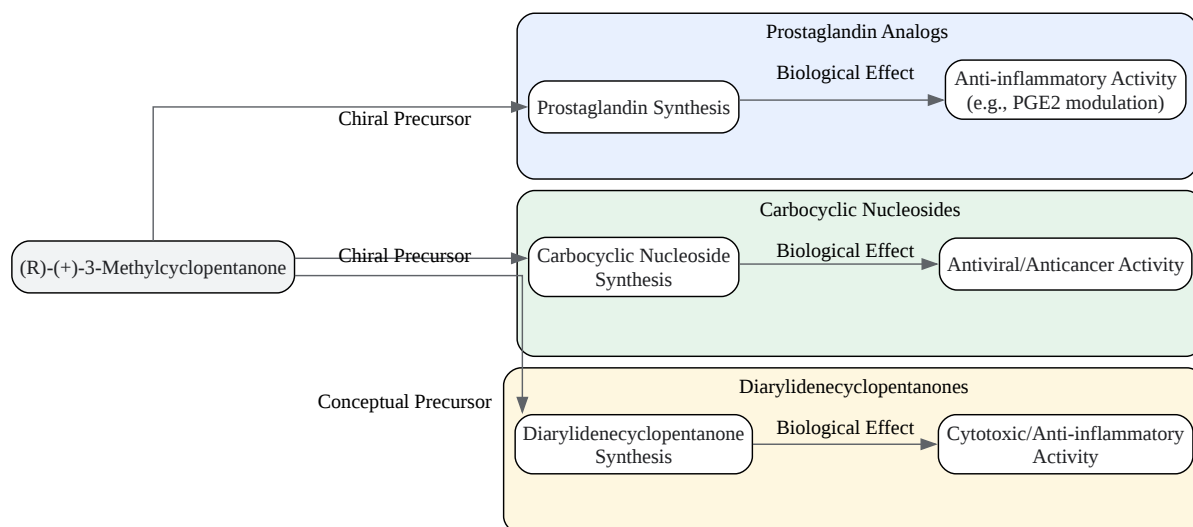 Prostaglandin Analogs
Biological Effect
Anti-inflammatory Activity
(e.g., PGE2 modulation)
Prostaglandin Synthesis
Chiral Precursor
Carbocyclic Nucleosides
(R)-(+)-3-Methylcyclopentanone
Chiral Precursor
Carbocyclic Nucleoside
Synthesis
Biological Effect
Antiviral/Anticancer Activity
Diarylidenecyclopentanones
Conceptual Precursor
Diarylidenecyclopentanone
Synthesis
Biological Effect
Cytotoxic/Anti-inflammatory
Activity